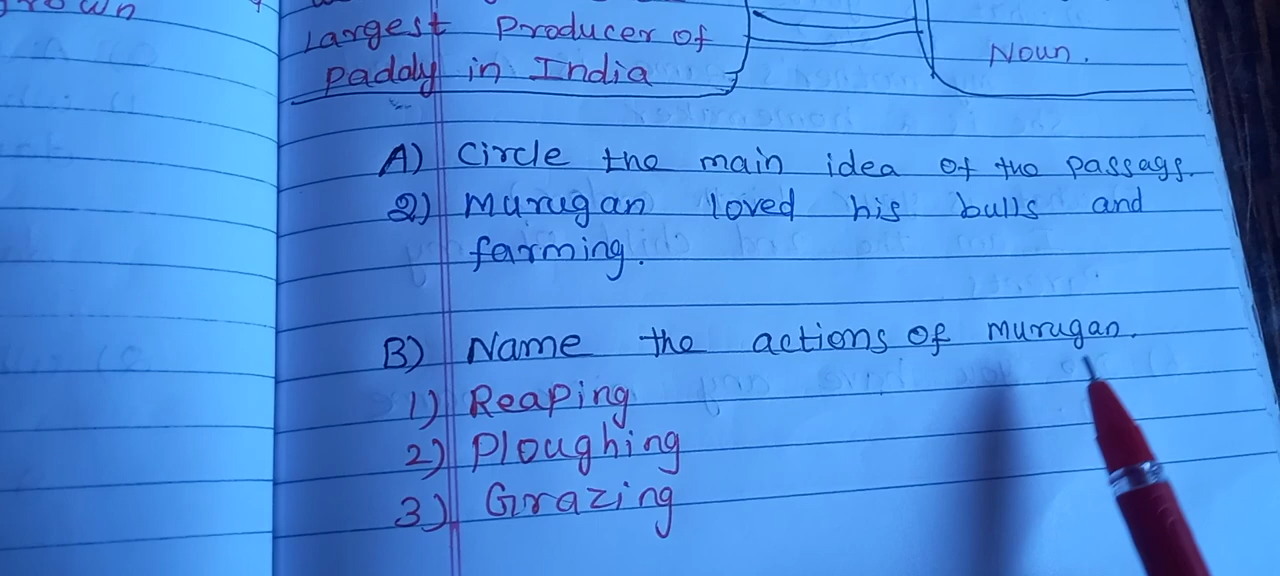 Largest Producer of
Paddy in India
Noun.
A) Circle the main idea of the passage.
2) Murugan loved his bulls and
farming.
B) Name the actions of Murugan.
1) Reaping
2) Ploughing
3) Grazing